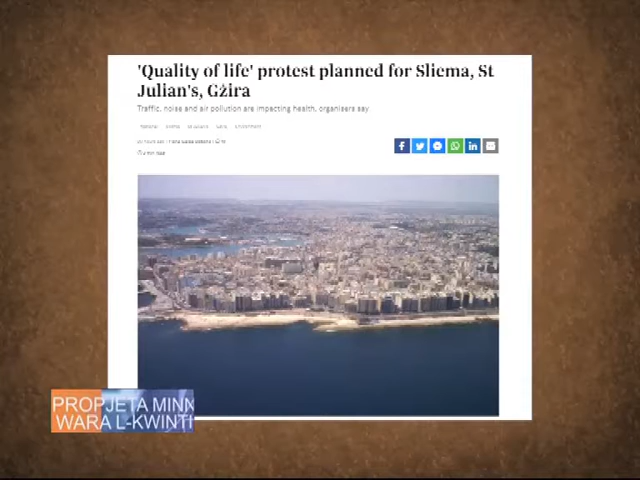 'Quality of life' protest planned for Sliema, St
Julian's, Gżira
Traffic, noise and air pollution are impacting health, organisers say
PROPJETA MINN
WARA L-KWINTI